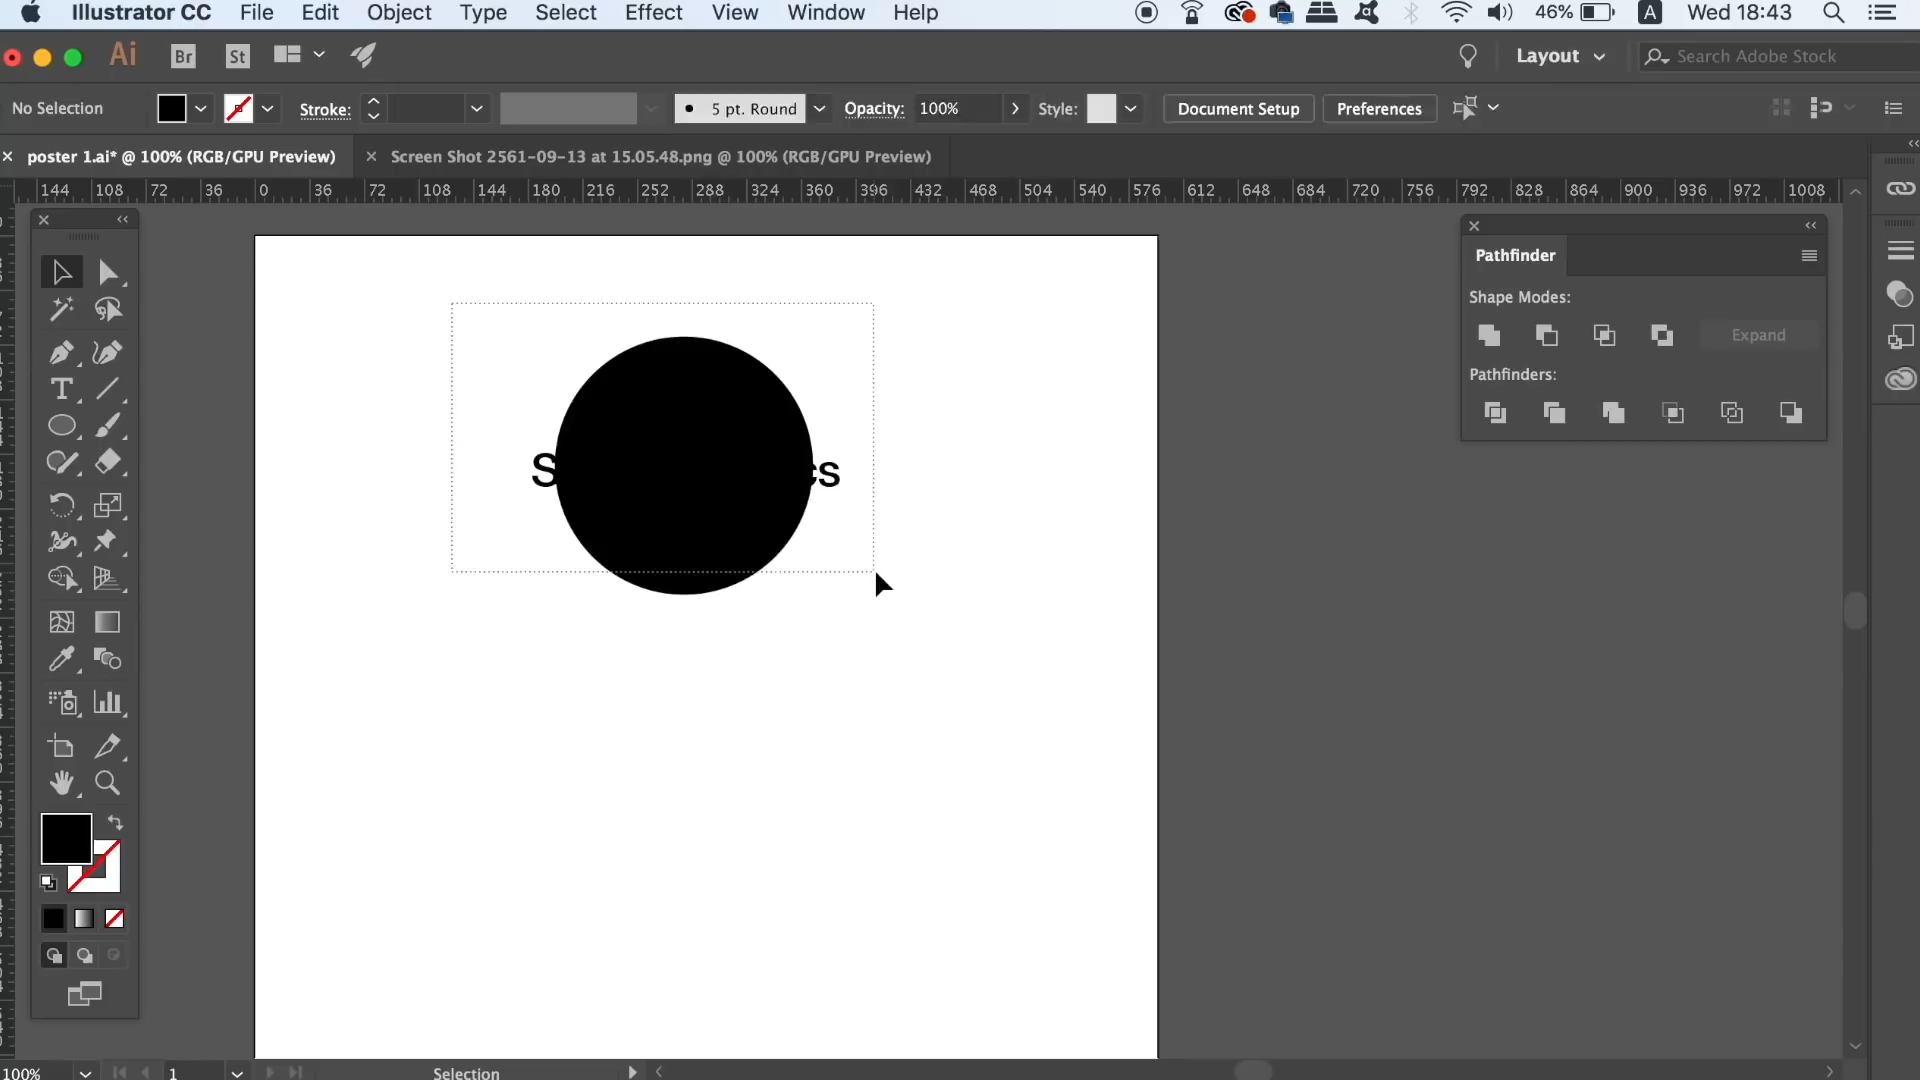 Illustrator CC File Edit Object Type Select Effect View Window Help 46% A Wed 18:43
Ai Br St Layout Search Adobe Stock
No Selection Stroke: 5 pt. Round Opacity: 100% Style: Document Setup Preferences
poster 1.ai* @ 100% (RGB/GPU Preview) Screen Shot 2561-09-13 at 15.05.48.png @ 100% (RGB/GPU Preview)
144 108 72 36 0 36 72 108 144 180 216 252 288 324 360 396 432 468 504 540 576 612 648 684 720 756 792 828 864 900 936 972 1008
Pathfinder
Shape Modes:
Expand
Pathfinders:
S cs
100% 1 Selection